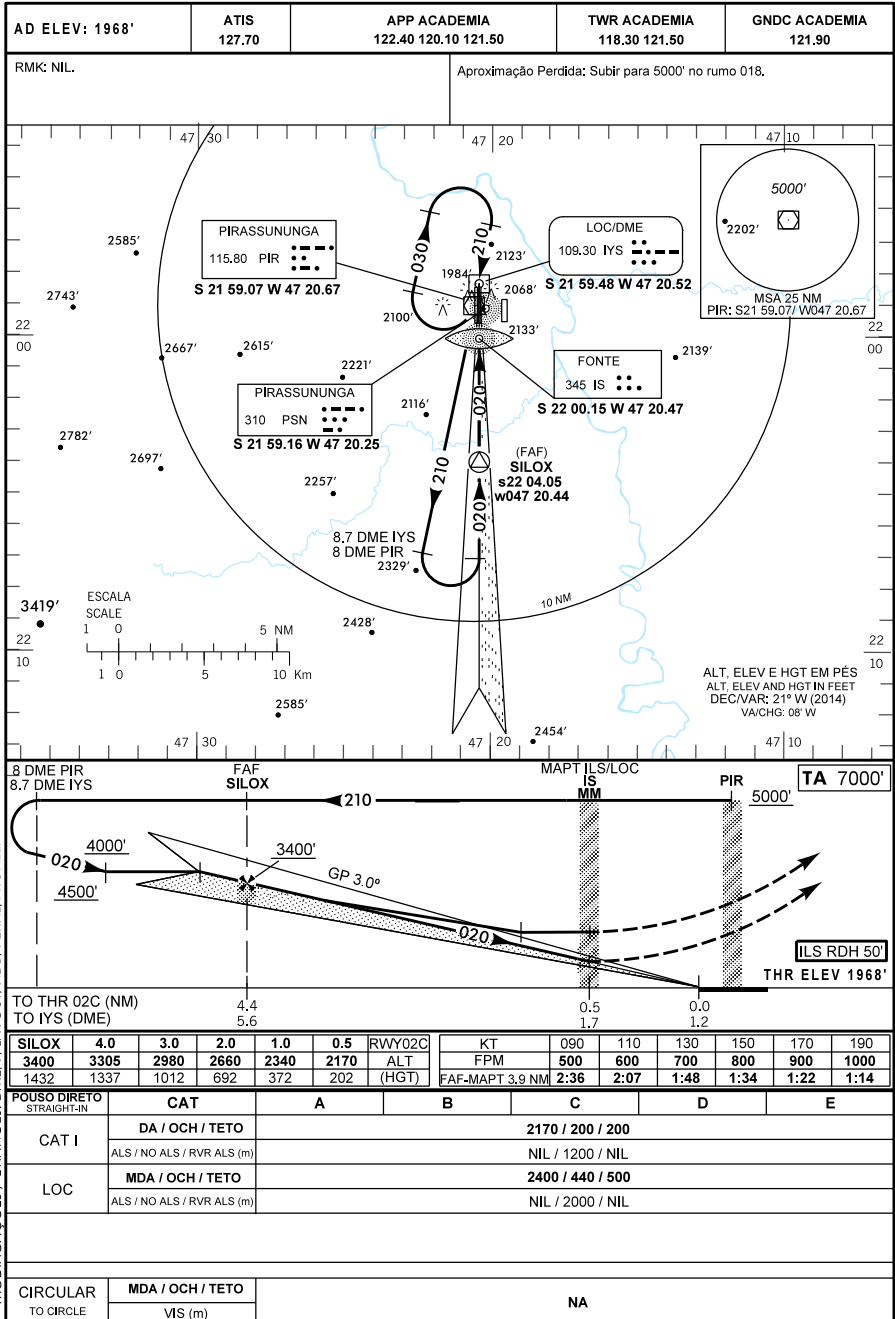 AD ELEV: 1968'
ATIS
127.70
APP ACADEMIA
122.40 120.10 121.50
TWR ACADEMIA
118.30 121.50
GNDC ACADEMIA
121.90
RMK: NIL.
Aproximação Perdida: Subir para 5000' no rumo 018.
47 30
47 20
47 10
5000'
2202'
MSA 25 NM
PIR: S21 59.07/ W047 20.67
2585'
PIRASSUNUNGA
115.80 PIR
S 21 59.07 W 47 20.67
030
210
2123'
LOC/DME
109.30 IYS
S 21 59.48 W 47 20.52
1984'
2068'
2743'
2100'
2133'
22
00
22
00
2667'
2615'
2221'
2139'
FONTE
345 IS
S 22 00.15 W 47 20.47
PIRASSUNUNGA
310 PSN
S 21 59.16 W 47 20.25
2116'
020
2782'
2697'
2257'
210
(FAF)
SILOX
s22 04.05
w047 20.44
020
8.7 DME IYS
8 DME PIR
2329'
10 NM
3419'
ESCALA
SCALE
1 0 5 NM
1 0 5 10 Km
2428'
22
10
22
10
ALT, ELEV E HGT EM PÉS
ALT, ELEV AND HGT IN FEET
DEC/VAR: 21º W (2014)
VA/CHG: 08' W
2585'
2454'
47 30
47 20
47 10
8 DME PIR
8.7 DME IYS
FAF
SILOX
MAPT ILS/LOC
IS
MM
PIR
TA 7000'
210
5000'
020
4000'
4500'
3400'
GP 3.0º
020
ILS RDH 50'
THR ELEV 1968'
TO THR 02C (NM) 4.4 0.5 0.0
TO IYS (DME) 5.6 1.7 1.2
SILOX 4.0 3.0 2.0 1.0 0.5 RWY02C
3400 3305 2980 2660 2340 2170 ALT
1432 1337 1012 692 372 202 (HGT)
KT 090 110 130 150 170 190
FPM 500 600 700 800 900 1000
FAF-MAPT 3.9 NM 2:36 2:07 1:48 1:34 1:22 1:14
POUSO DIRETO
STRAIGHT-IN
CAT A B C D E
CAT I
DA / OCH / TETO 2170 / 200 / 200
ALS / NO ALS / RVR ALS (m) NIL / 1200 / NIL
LOC
MDA / OCH / TETO 2400 / 440 / 500
ALS / NO ALS / RVR ALS (m) NIL / 2000 / NIL
CIRCULAR
TO CIRCLE
MDA / OCH / TETO
VIS (m)
NA